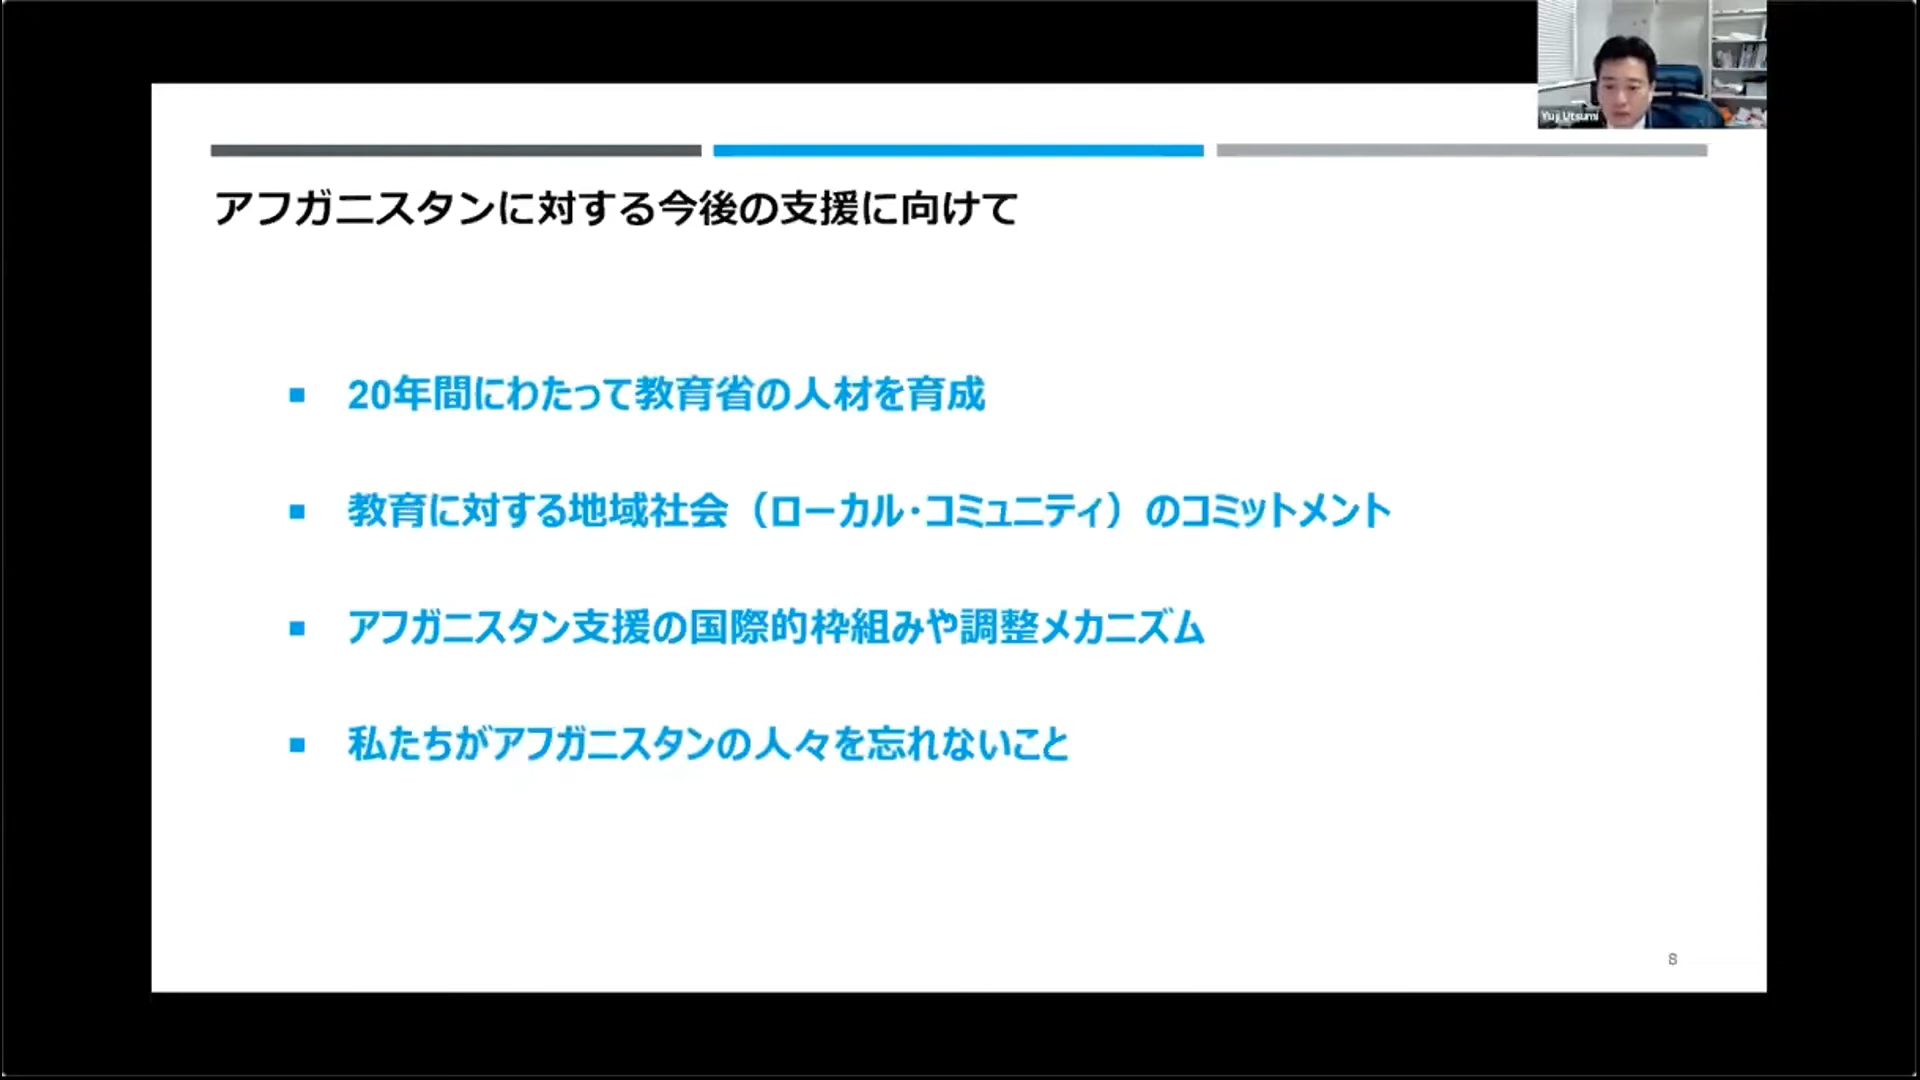 Yuji Utsumi
アフガニスタンに対する今後の支援に向けて
▪ 20年間にわたって教育省の人材を育成
▪ 教育に対する地域社会（ローカル・コミュニティ）のコミットメント
▪ アフガニスタン支援の国際的枠組みや調整メカニズム
▪ 私たちがアフガニスタンの人々を忘れないこと
8